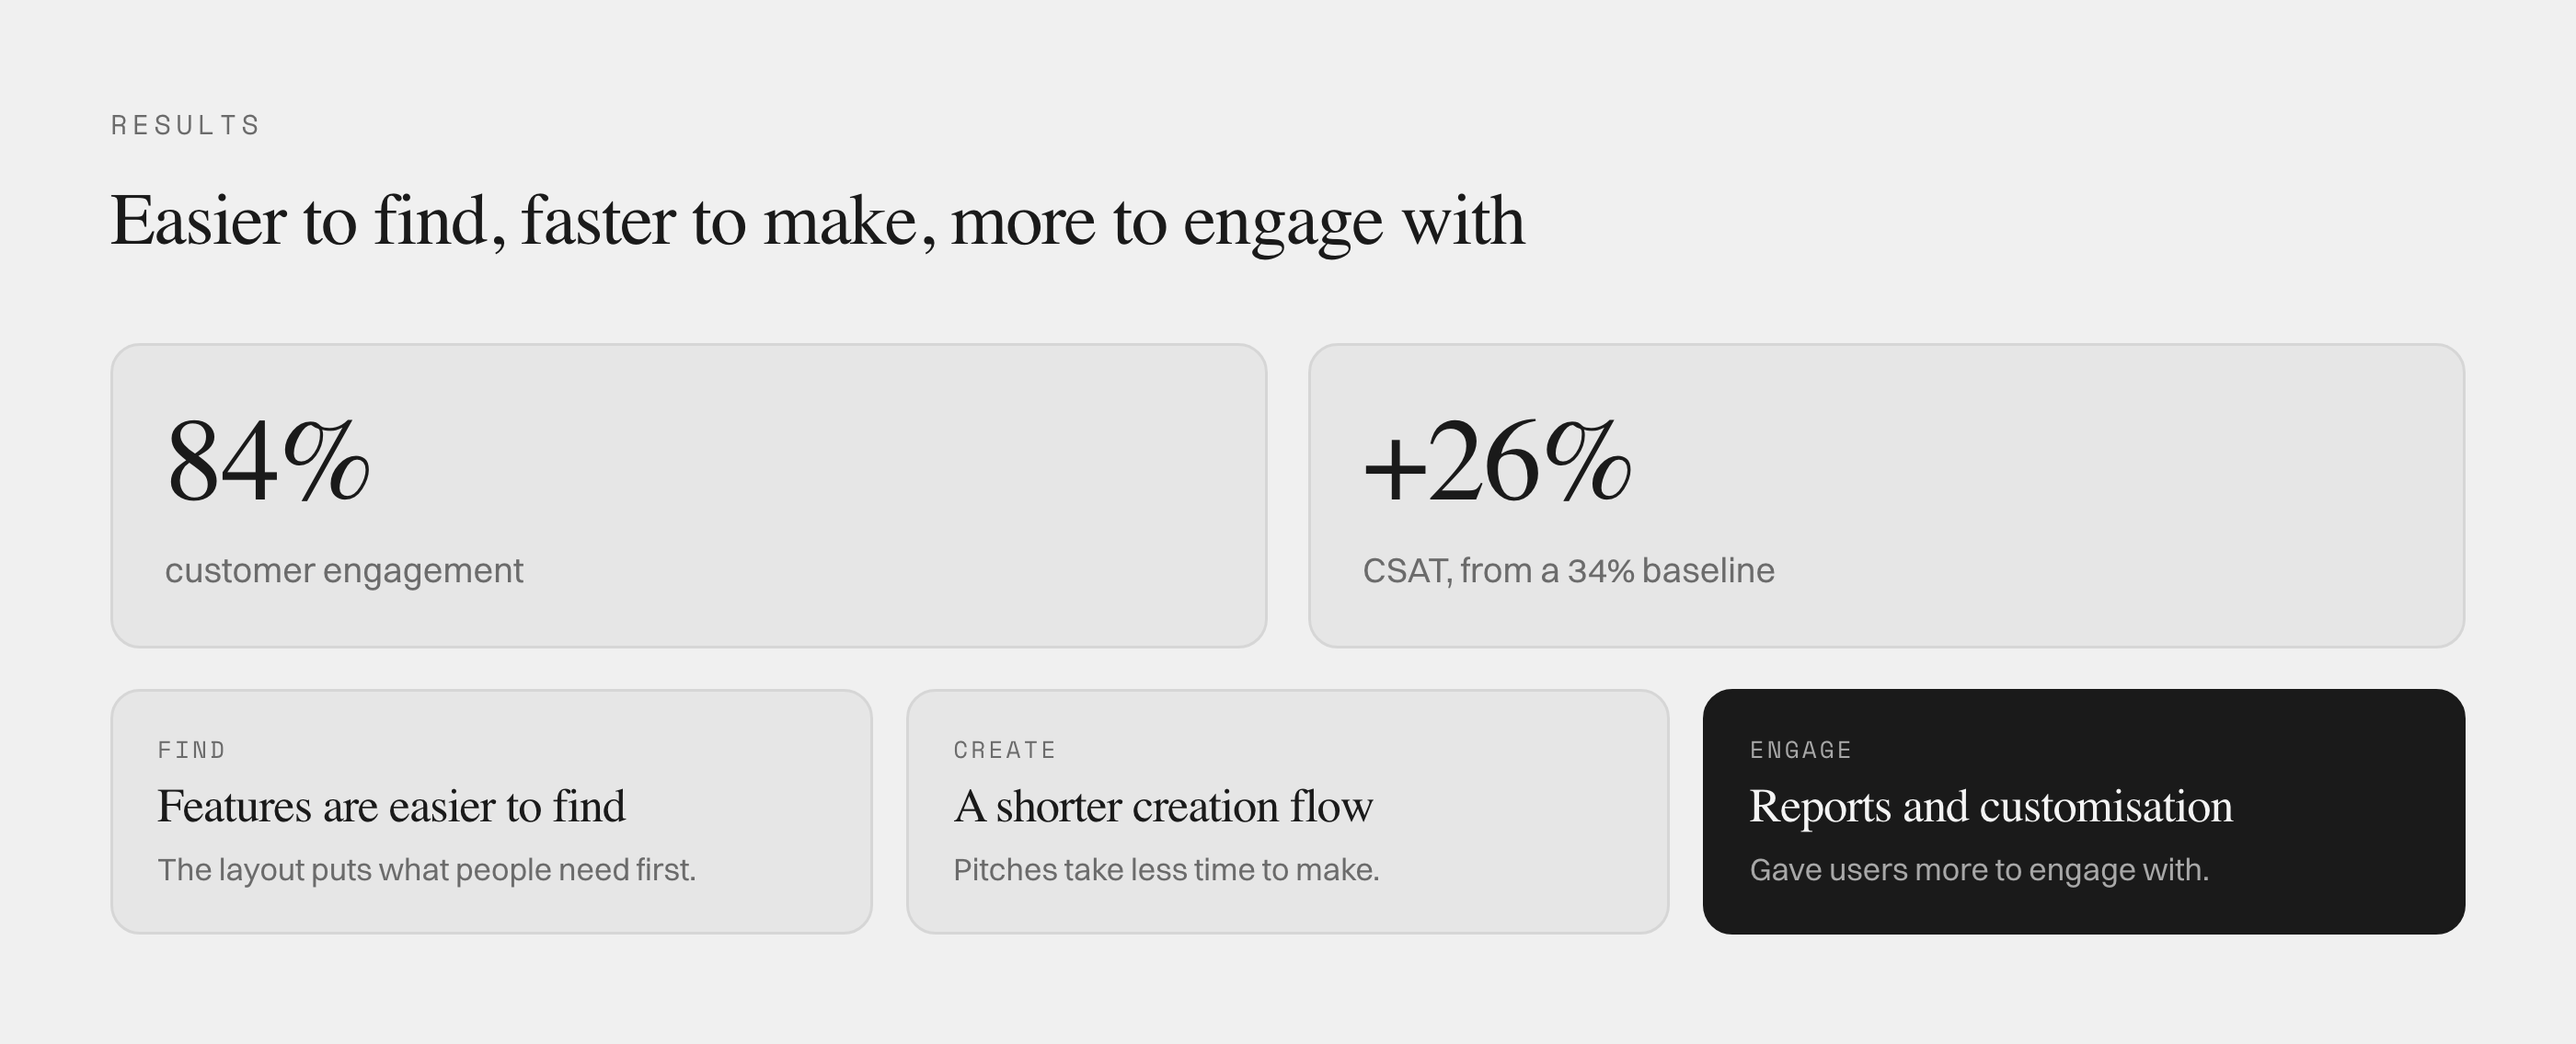 RESULTS
Easier to find, faster to make, more to engage with
84%
customer engagement
+26%
CSAT, from a 34% baseline
FIND
Features are easier to find
The layout puts what people need first.
CREATE
A shorter creation flow
Pitches take less time to make.
ENGAGE
Reports and customisation
Gave users more to engage with.